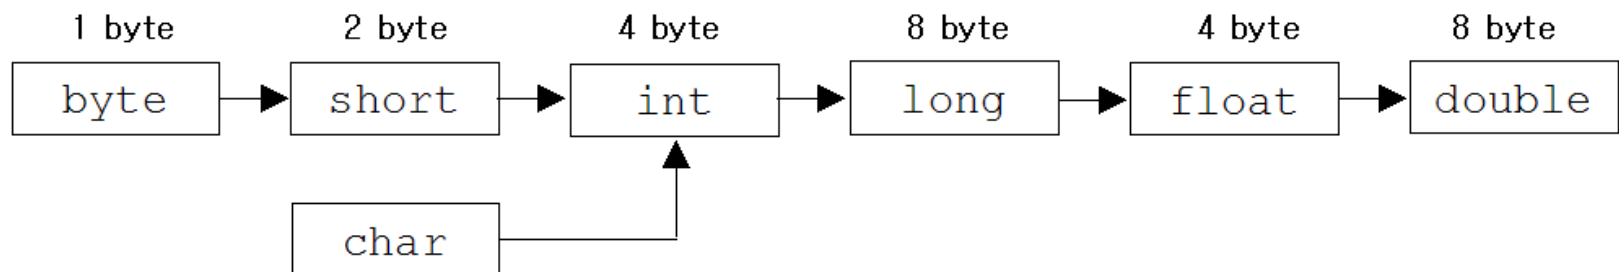 1 byte 2 byte 4 byte 8 byte 4 byte 8 byte
byte short int long float double
char